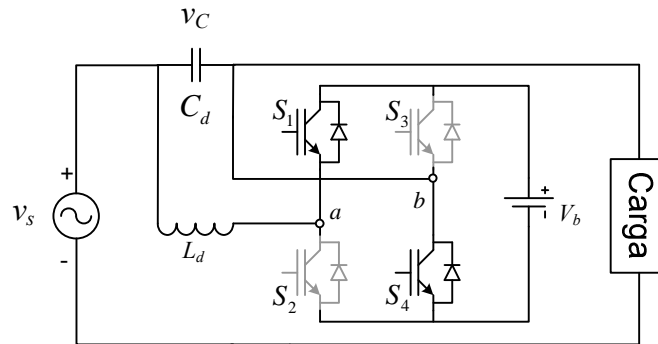 v_C
C_d
S_1
S_3
+
v_s
-
a
b
L_d
S_2
S_4
+
-
V_b
Carga